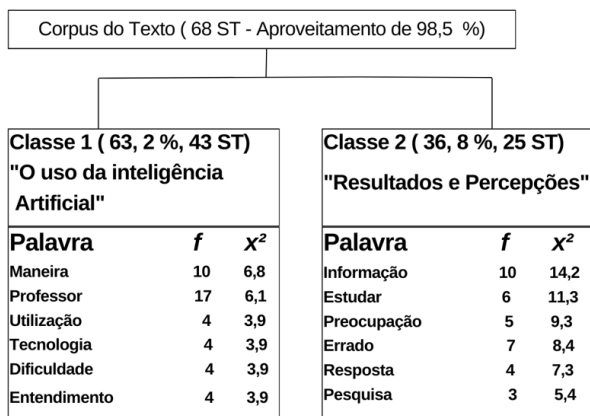 Corpus do Texto ( 68 ST - Aproveitamento de 98,5 %)
Classe 1 ( 63, 2 %, 43 ST)
"O uso da inteligência
Artificial"
Palavra f x²
Maneira 10 6,8
Professor 17 6,1
Utilização 4 3,9
Tecnologia 4 3,9
Dificuldade 4 3,9
Entendimento 4 3,9
Classe 2 ( 36, 8 %, 25 ST)
"Resultados e Percepções"
Palavra f x²
Informação 10 14,2
Estudar 6 11,3
Preocupação 5 9,3
Errado 7 8,4
Resposta 4 7,3
Pesquisa 3 5,4